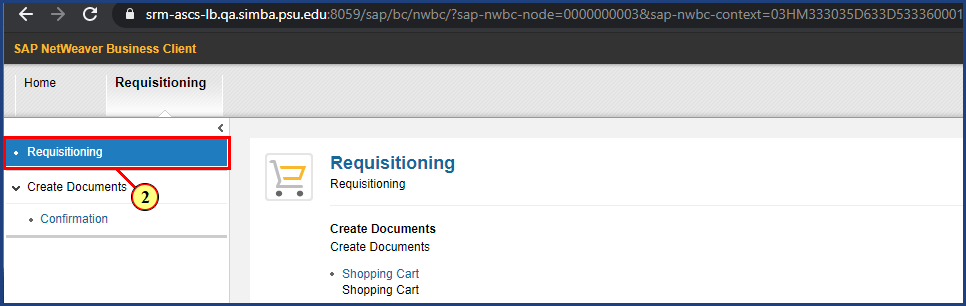 srm-ascs-lb.qa.simba.psu.edu:8059/sap/bc/nwbc/?sap-nwbc-node=0000000003&sap-nwbc-context=03HM333035D633D533360001
SAP NetWeaver Business Client
Home Requisitioning
Requisitioning
Create Documents
2
Confirmation
Requisitioning
Requisitioning
Create Documents
Create Documents
Shopping Cart
Shopping Cart